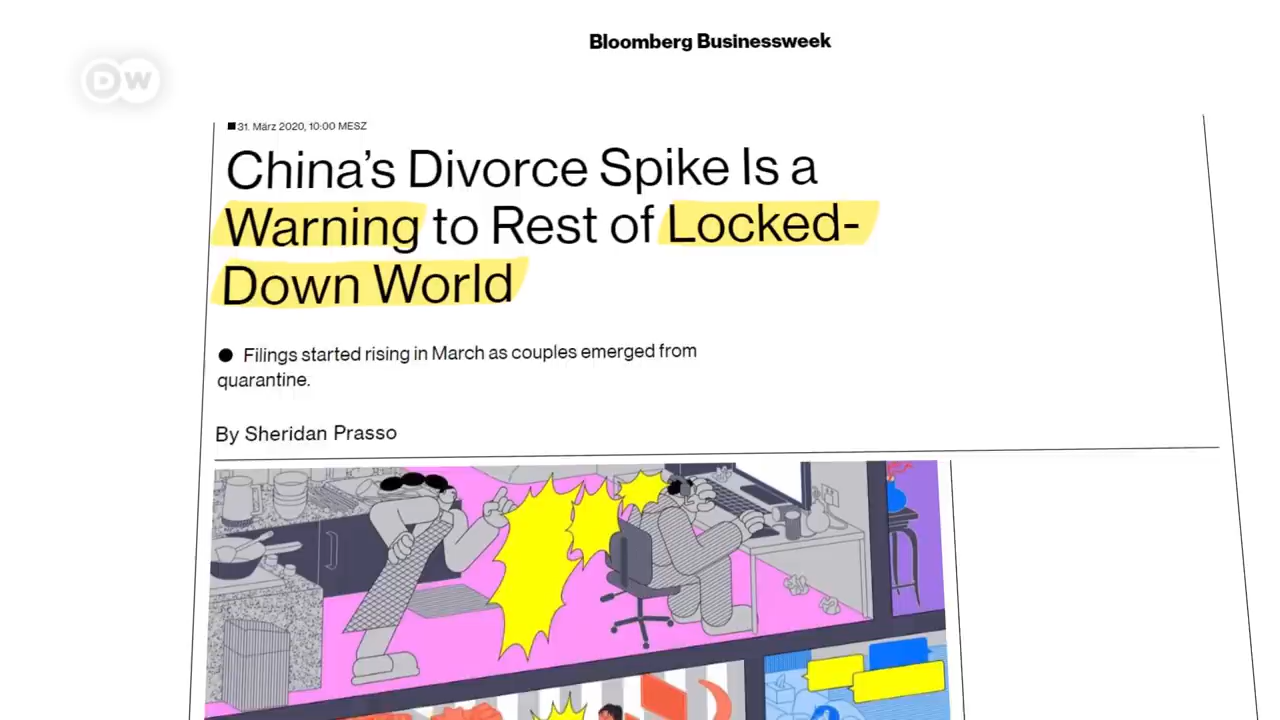 Bloomberg Businessweek
DW
31. März 2020, 10:00 MESZ
China's Divorce Spike Is a
Warning to Rest of Locked-
Down World
Filings started rising in March as couples emerged from
quarantine.
By Sheridan Prasso